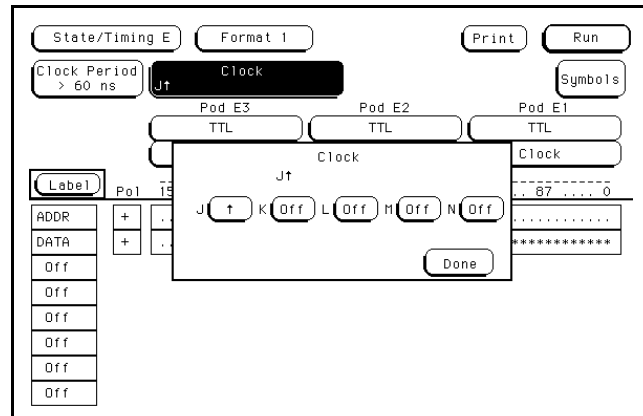 State/Timing E Format 1 Print Run
Clock Period > 60 ns
Clock J↑
Symbols
Pod E3 Pod E2 Pod E1
TTL TTL TTL
Clock
Label Pol 15 .. 87 .... 0
Clock
J↑
J ↑ K Off L Off M Off N Off
Done
ADDR + .. ............
DATA + .. ************
Off
Off
Off
Off
Off
Off